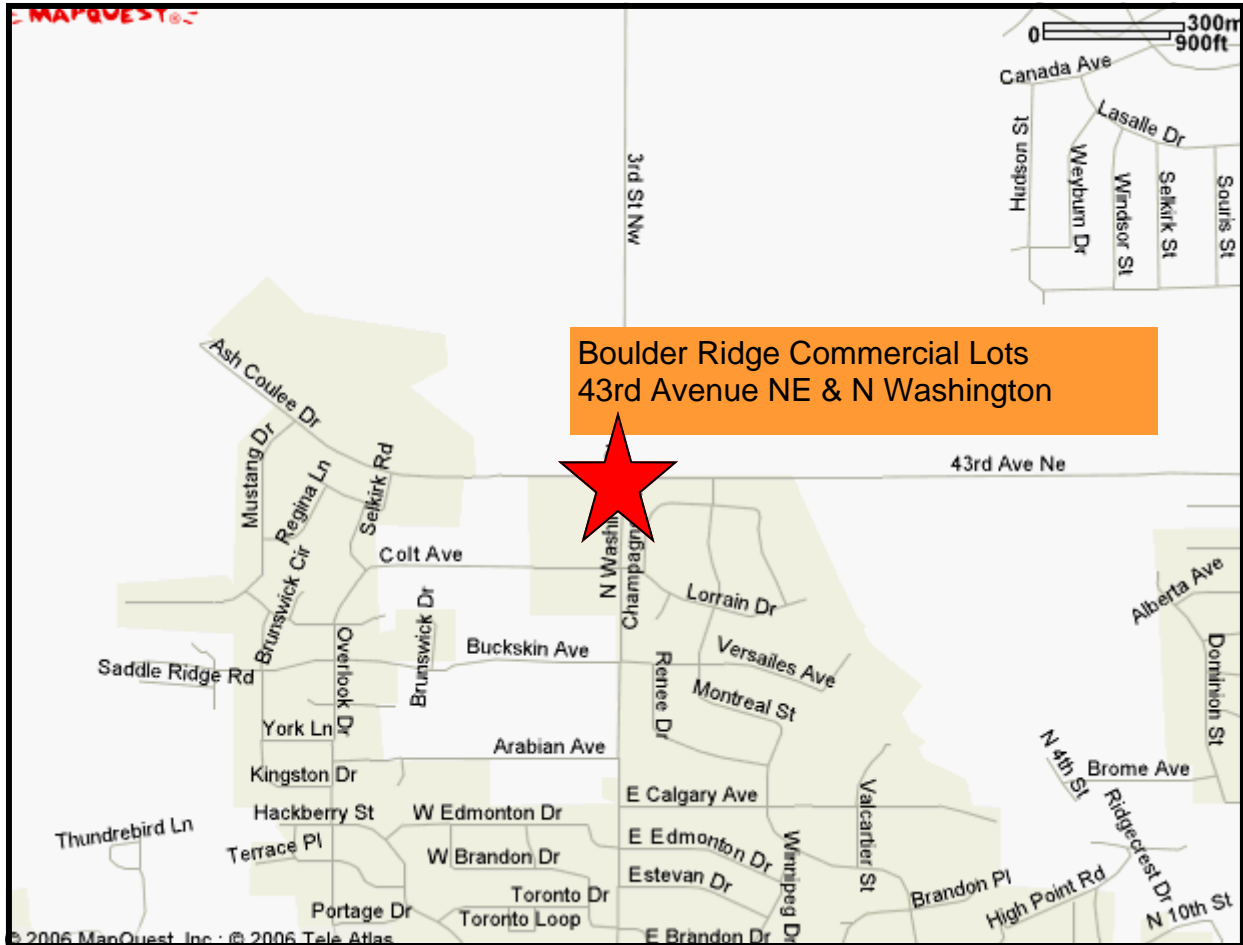 MAPQUEST
0
300m
900ft
Canada Ave
Lasalle Dr
Hudson St
Weyburn Dr
Windsor St
Selkirk St
Souris St
3rd St Nw
Boulder Ridge Commercial Lots
43rd Avenue NE & N Washington
Ash Coulee Dr
Mustang Dr
Regina Ln
Selkirk Rd
43rd Ave Ne
N Washin
Champagn
Colt Ave
Brunswick Cir
Brunswick Dr
Lorrain Dr
Alberta Ave
Buckskin Ave
Versailes Ave
Saddle Ridge Rd
Overlook Dr
Renee Dr
Montreal St
Dominion St
York Ln
Arabian Ave
Kingston Dr
N 4th St
Brome Ave
E Calgary Ave
Valcartier St
Ridgecrest Dr
Hackberry St
W Edmonton Dr
Thundrebird Ln
Terrace Pl
W Brandon Dr
E Edmonton Dr
Winnipeg Dr
Estevan Dr
Toronto Dr
Brandon Pl
High Point Rd
Portage Dr
Toronto Loop
N 10th St
E Brandon Dr
© 2006 MapQuest, Inc.; © 2006 Tele Atlas